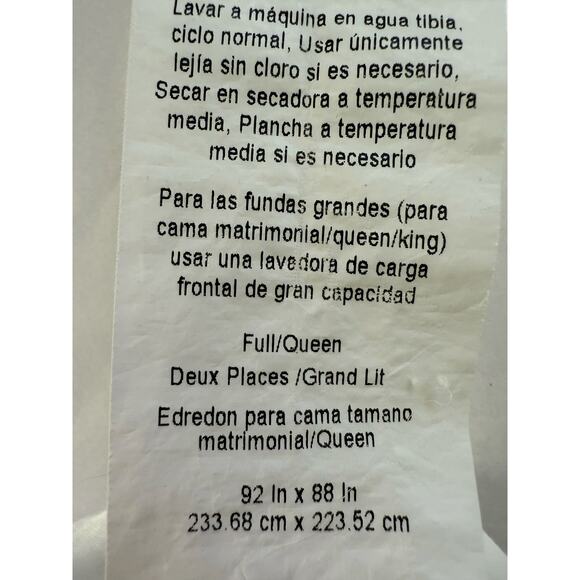 Lavar a máquina en agua tibia,
ciclo normal, Usar únicamente
lejía sin cloro si es necesario,
Secar en secadora a temperatura
media, Plancha a temperatura
media si es necesario
Para las fundas grandes (para
cama matrimonial/queen/king)
usar una lavadora de carga
frontal de gran capacidad
Full/Queen
Deux Places /Grand Lit
Edredon para cama tamano
matrimonial/Queen
92 In x 88 In
233.68 cm x 223.52 cm